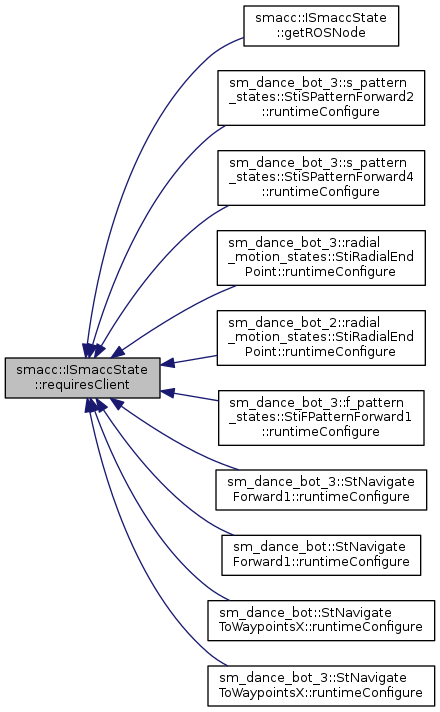 smacc::ISmaccState
::getROSNode
sm_dance_bot_3::s_pattern
_states::StiSPatternForward2
::runtimeConfigure
sm_dance_bot_3::s_pattern
_states::StiSPatternForward4
::runtimeConfigure
sm_dance_bot_3::radial
_motion_states::StiRadialEnd
Point::runtimeConfigure
sm_dance_bot_2::radial
_motion_states::StiRadialEnd
Point::runtimeConfigure
smacc::ISmaccState
::requiresClient
sm_dance_bot_3::f_pattern
_states::StiFPatternForward1
::runtimeConfigure
sm_dance_bot_3::StNavigate
Forward1::runtimeConfigure
sm_dance_bot::StNavigate
Forward1::runtimeConfigure
sm_dance_bot::StNavigate
ToWaypointsX::runtimeConfigure
sm_dance_bot_3::StNavigate
ToWaypointsX::runtimeConfigure